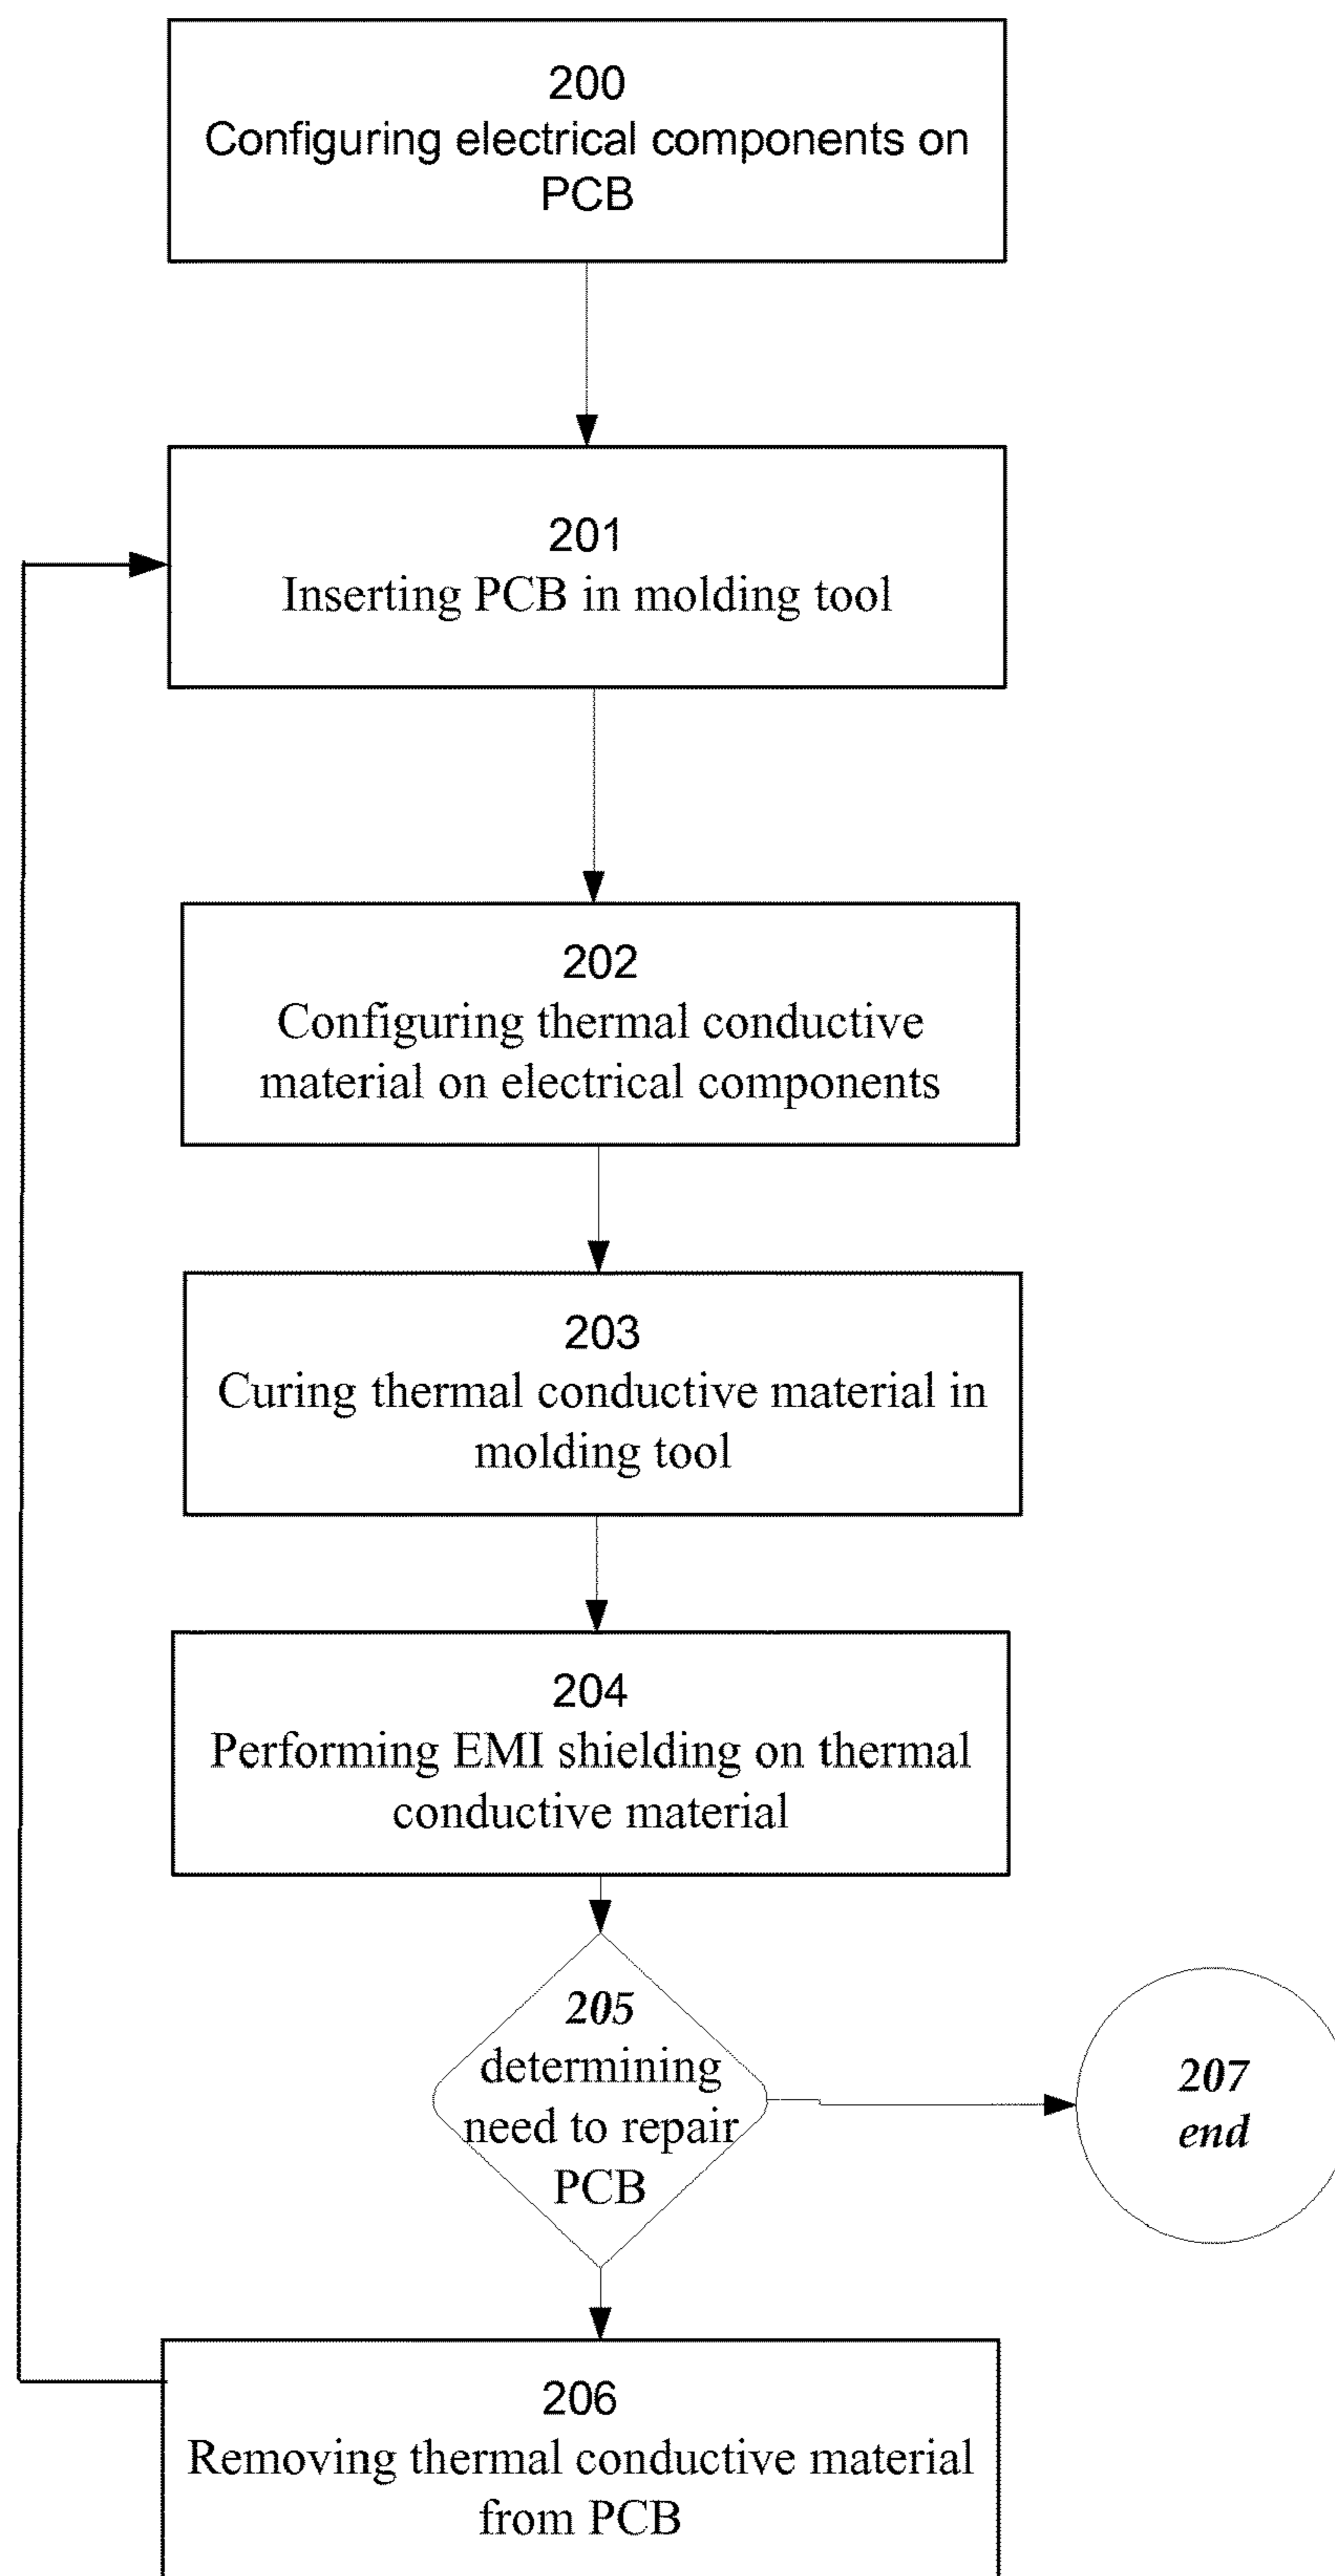 200
Configuring electrical components on
PCB
201
Inserting PCB in molding tool
202
Configuring thermal conductive
material on electrical components
203
Curing thermal conductive material in
molding tool
204
Performing EMI shielding on thermal
conductive material
205
determining
need to repair
PCB
207
end
206
Removing thermal conductive material
from PCB